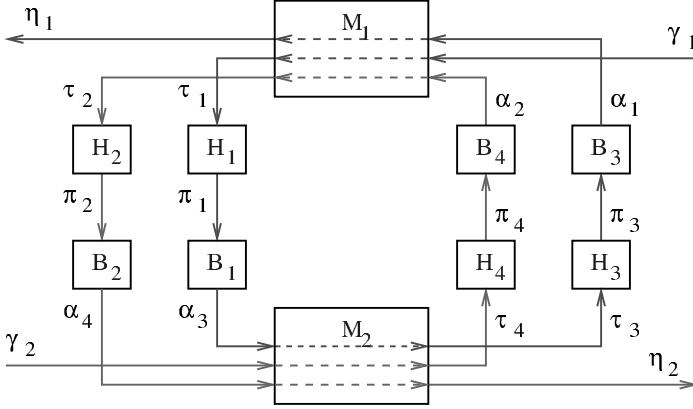 η₁ M₁ γ₁
τ₂ τ₁ α₂ α₁
H₂ H₁ B₄ B₃
π₂ π₁ π₄ π₃
B₂ B₁ H₄ H₃
α₄ α₃ M₂ τ₄ τ₃
γ₂ η₂